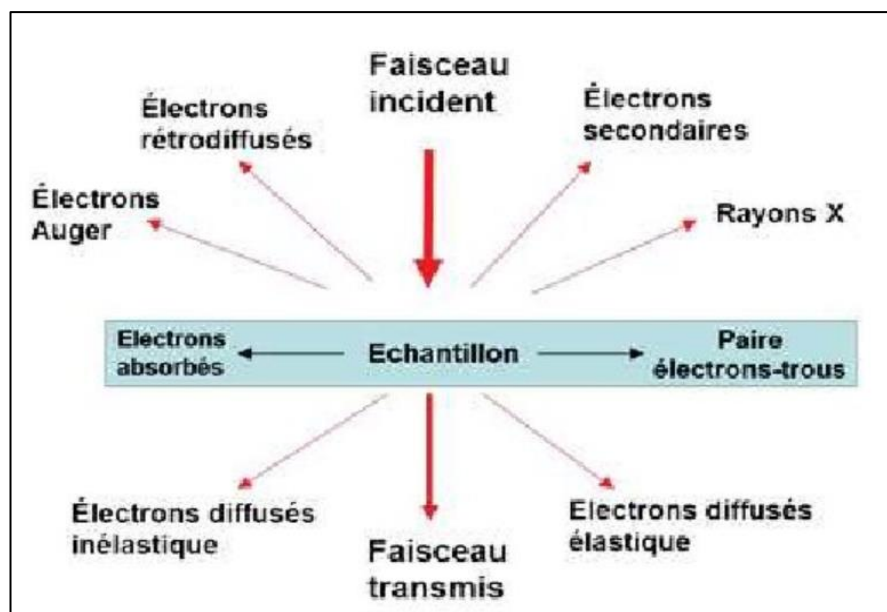 Faisceau
incident
Électrons
rétrodiffusés
Électrons
secondaires
Électrons
Auger
Rayons X
Electrons
absorbés
Echantillon
Paire
électrons-trous
Électrons diffusés
inélastique
Faisceau
transmis
Electrons diffusés
élastique